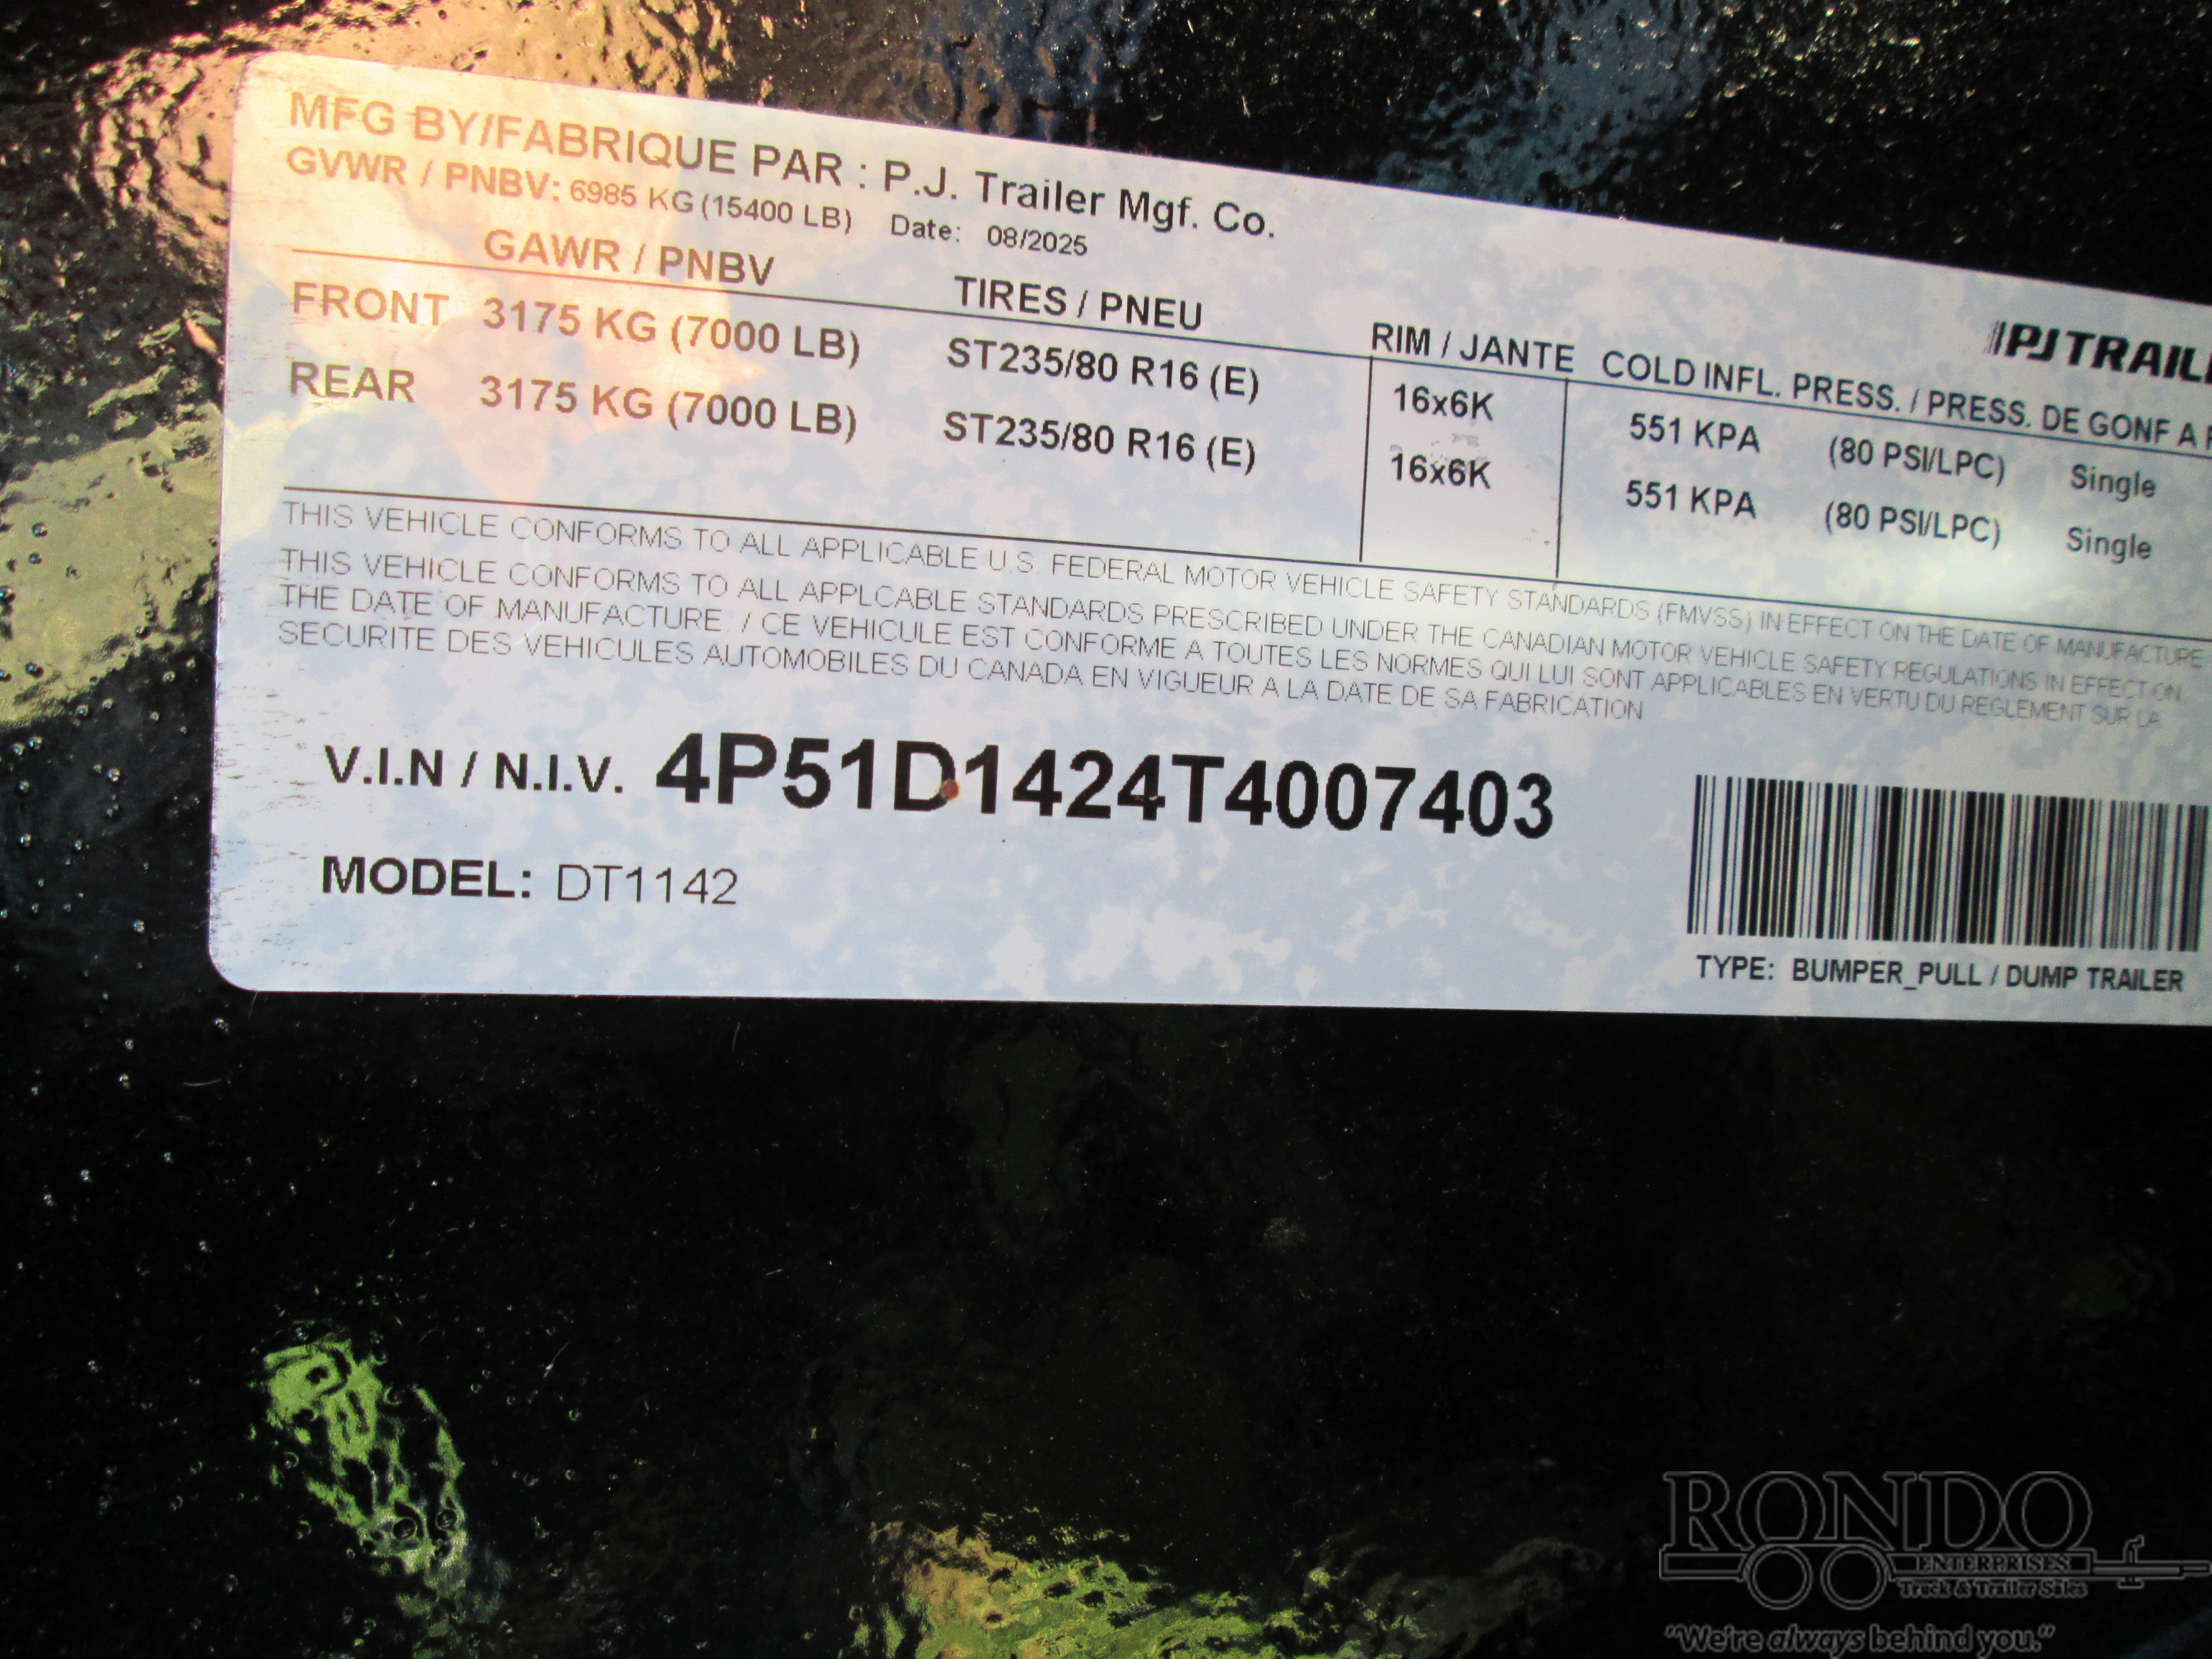 MFG BY/FABRIQUE PAR : P.J. Trailer Mgf. Co.
GVWR / PNBV: 6985 KG (15400 LB) Date: 08/2025
PJ TRAIL
GAWR / PNBV TIRES / PNEU RIM / JANTE COLD INFL. PRESS. / PRESS. DE GONF A
FRONT 3175 KG (7000 LB) ST235/80 R16 (E) 16x6K 551 KPA (80 PSI/LPC) Single
REAR 3175 KG (7000 LB) ST235/80 R16 (E) 16x6K 551 KPA (80 PSI/LPC) Single
THIS VEHICLE CONFORMS TO ALL APPLICABLE U.S. FEDERAL MOTOR VEHICLE SAFETY STANDARDS (FMVSS) IN EFFECT ON THE DATE OF MANUFACTURE
THIS VEHICLE CONFORMS TO ALL APPLCABLE STANDARDS PRESCRIBED UNDER THE CANADIAN MOTOR VEHICLE SAFETY REGULATIONS IN EFFECT ON
THE DATE OF MANUFACTURE. / CE VEHICULE EST CONFORME A TOUTES LES NORMES QUI LUI SONT APPLICABLES EN VERTU DU REGLEMENT SUR LA
SECURITE DES VEHICULES AUTOMOBILES DU CANADA EN VIGUEUR A LA DATE DE SA FABRICATION
V.I.N / N.I.V. 4P51D1424T4007403
MODEL: DT1142
TYPE: BUMPER_PULL / DUMP TRAILER
RONDO
ENTERPRISES
Truck & Trailer Sales
"We're always behind you."